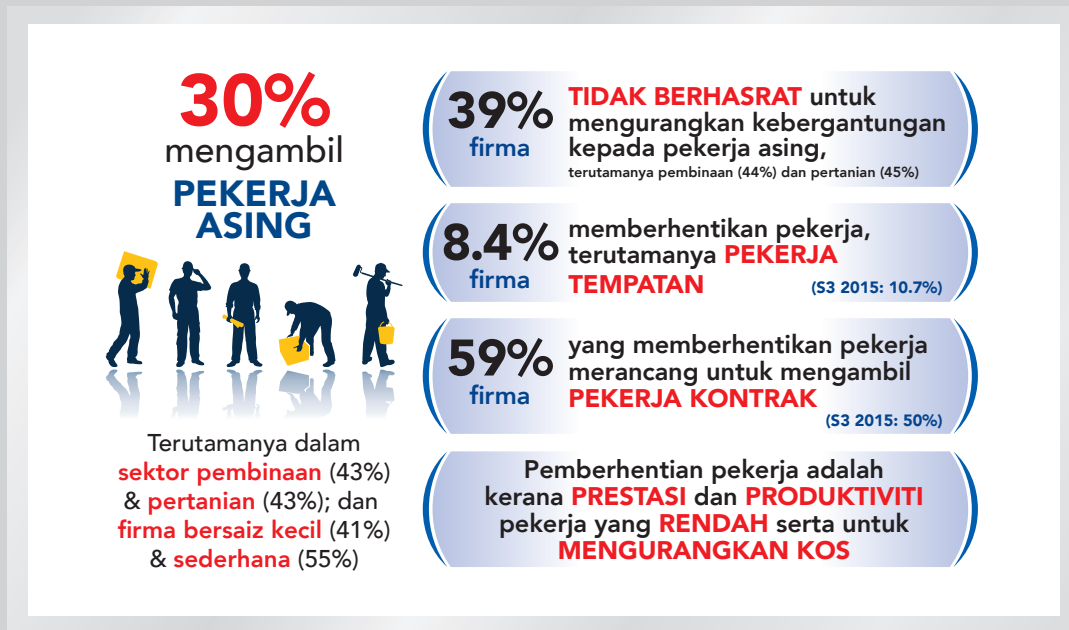 30%
mengambil
PEKERJA
ASING
Terutamanya dalam
sektor pembinaan (43%)
& pertanian (43%); dan
firma bersaiz kecil (41%)
& sederhana (55%)
39%
firma
TIDAK BERHASRAT untuk
mengurangkan kebergantungan
kepada pekerja asing,
terutamanya pembinaan (44%) dan pertanian (45%)
8.4%
firma
memberhentikan pekerja,
terutamanya PEKERJA
TEMPATAN
(S3 2015: 10.7%)
59%
firma
yang memberhentikan pekerja
merancang untuk mengambil
PEKERJA KONTRAK
(S3 2015: 50%)
Pemberhentian pekerja adalah
kerana PRESTASI dan PRODUKTIVITI
pekerja yang RENDAH serta untuk
MENGURANGKAN KOS